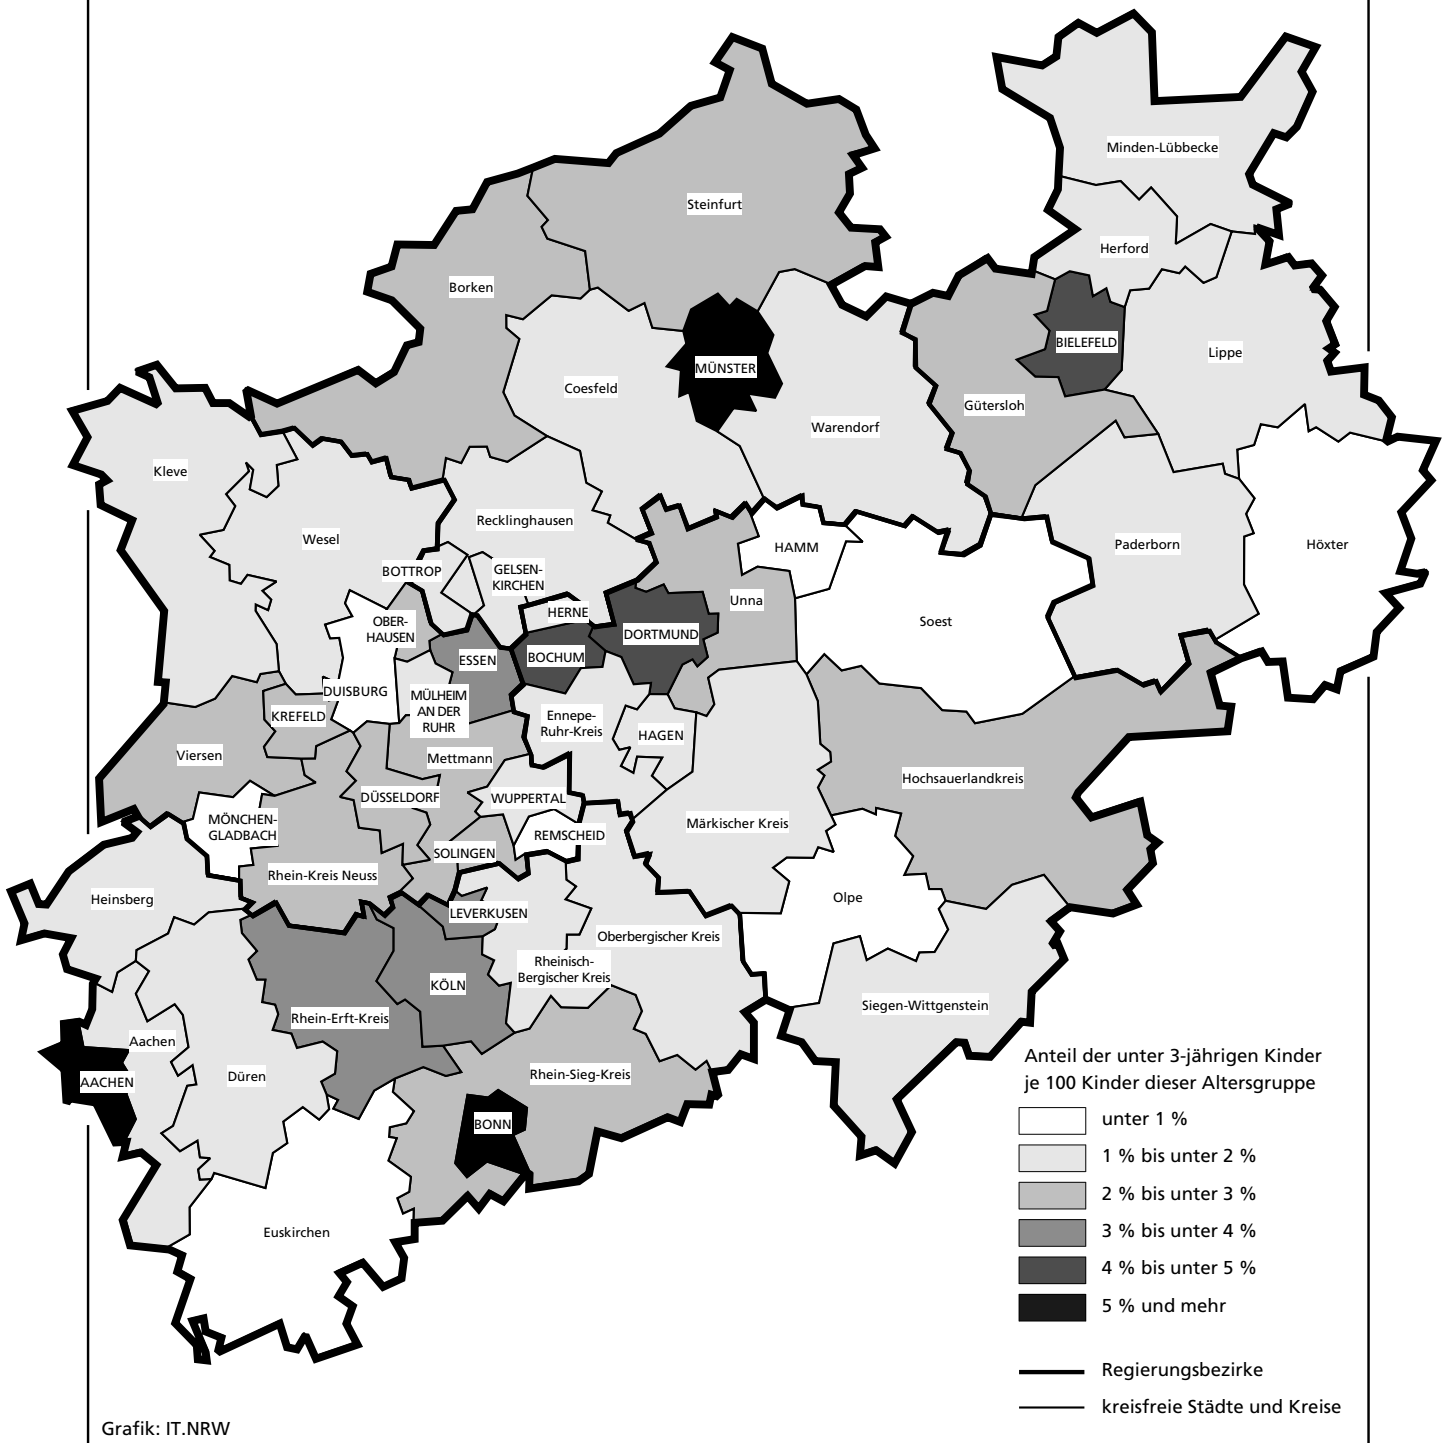 Minden-Lübbecke
Steinfurt
Herford
Borken
BIELEFELD
Lippe
MÜNSTER
Coesfeld
Gütersloh
Warendorf
Kleve
Recklinghausen
Wesel
HAMM
Paderborn
Höxter
BOTTROP
GELSEN-
KIRCHEN
Unna
HERNE
Soest
OBER-
HAUSEN
DORTMUND
ESSEN
BOCHUM
DUISBURG
MÜLHEIM
AN DER
RUHR
KREFELD
Ennepe-
Ruhr-Kreis
HAGEN
Viersen
Mettmann
Hochsauerlandkreis
DÜSSELDORF
WUPPERTAL
MÖNCHEN-
GLADBACH
Märkischer Kreis
REMSCHEID
SOLINGEN
Rhein-Kreis Neuss
Heinsberg
Olpe
LEVERKUSEN
Oberbergischer Kreis
Rheinisch-
Bergischer Kreis
KÖLN
Siegen-Wittgenstein
Rhein-Erft-Kreis
Aachen
Düren
Rhein-Sieg-Kreis
AACHEN
BONN
Euskirchen
Anteil der unter 3-jährigen Kinder
je 100 Kinder dieser Altersgruppe
unter 1 %
1 % bis unter 2 %
2 % bis unter 3 %
3 % bis unter 4 %
4 % bis unter 5 %
5 % und mehr
Regierungsbezirke
kreisfreie Städte und Kreise
Grafik: IT.NRW